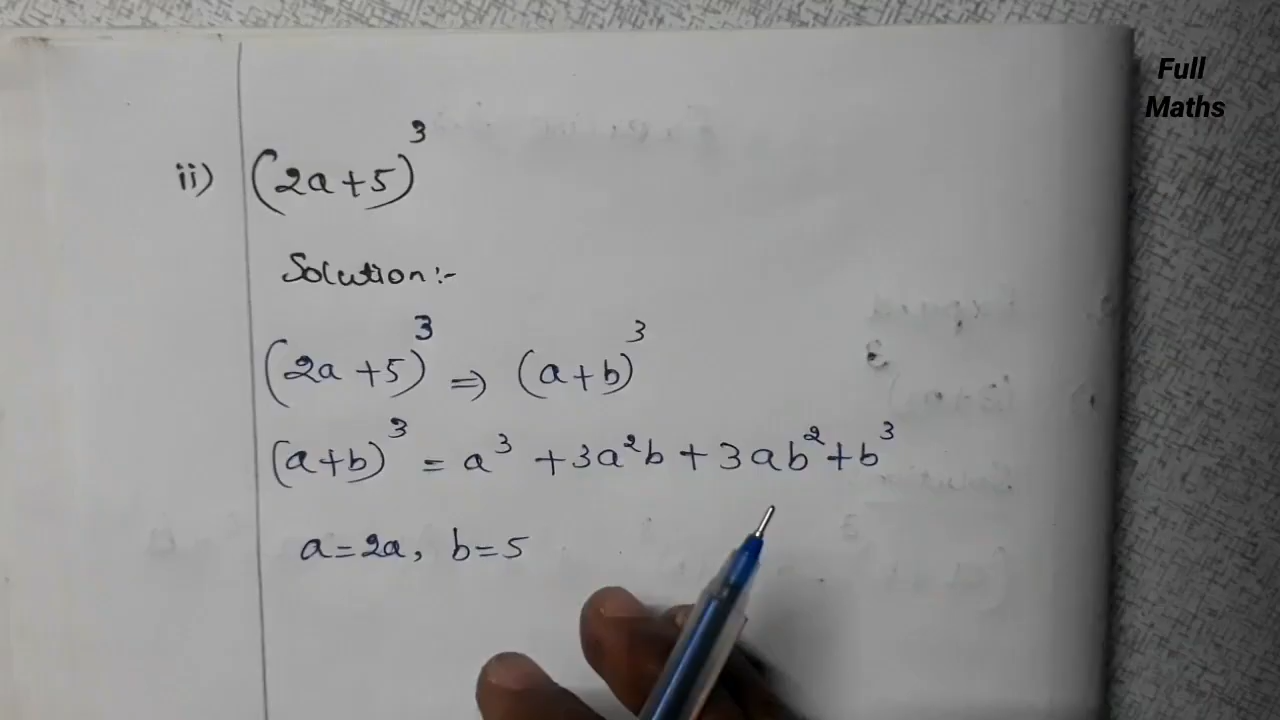 Full
Maths
ii) (2a+5)³
Solution:-
(2a+5)³ ⇒ (a+b)³
(a+b)³ = a³ + 3a²b + 3ab² + b³
a=2a, b=5